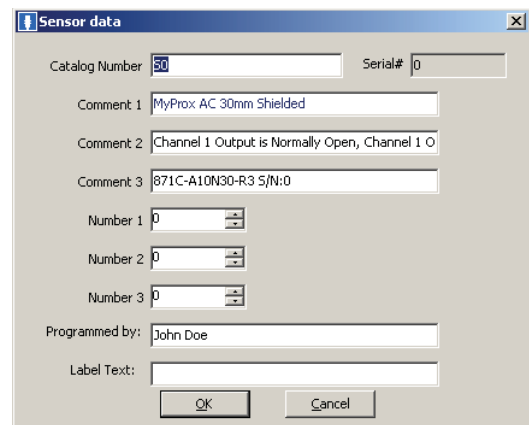 Sensor data
Catalog Number S0 Serial# 0
Comment 1 MyProx AC 30mm Shielded
Comment 2 Channel 1 Output is Normally Open, Channel 1 O
Comment 3 871C-A10N30-R3 S/N:0
Number 1 0
Number 2 0
Number 3 0
Programmed by: John Doe
Label Text:
OK Cancel